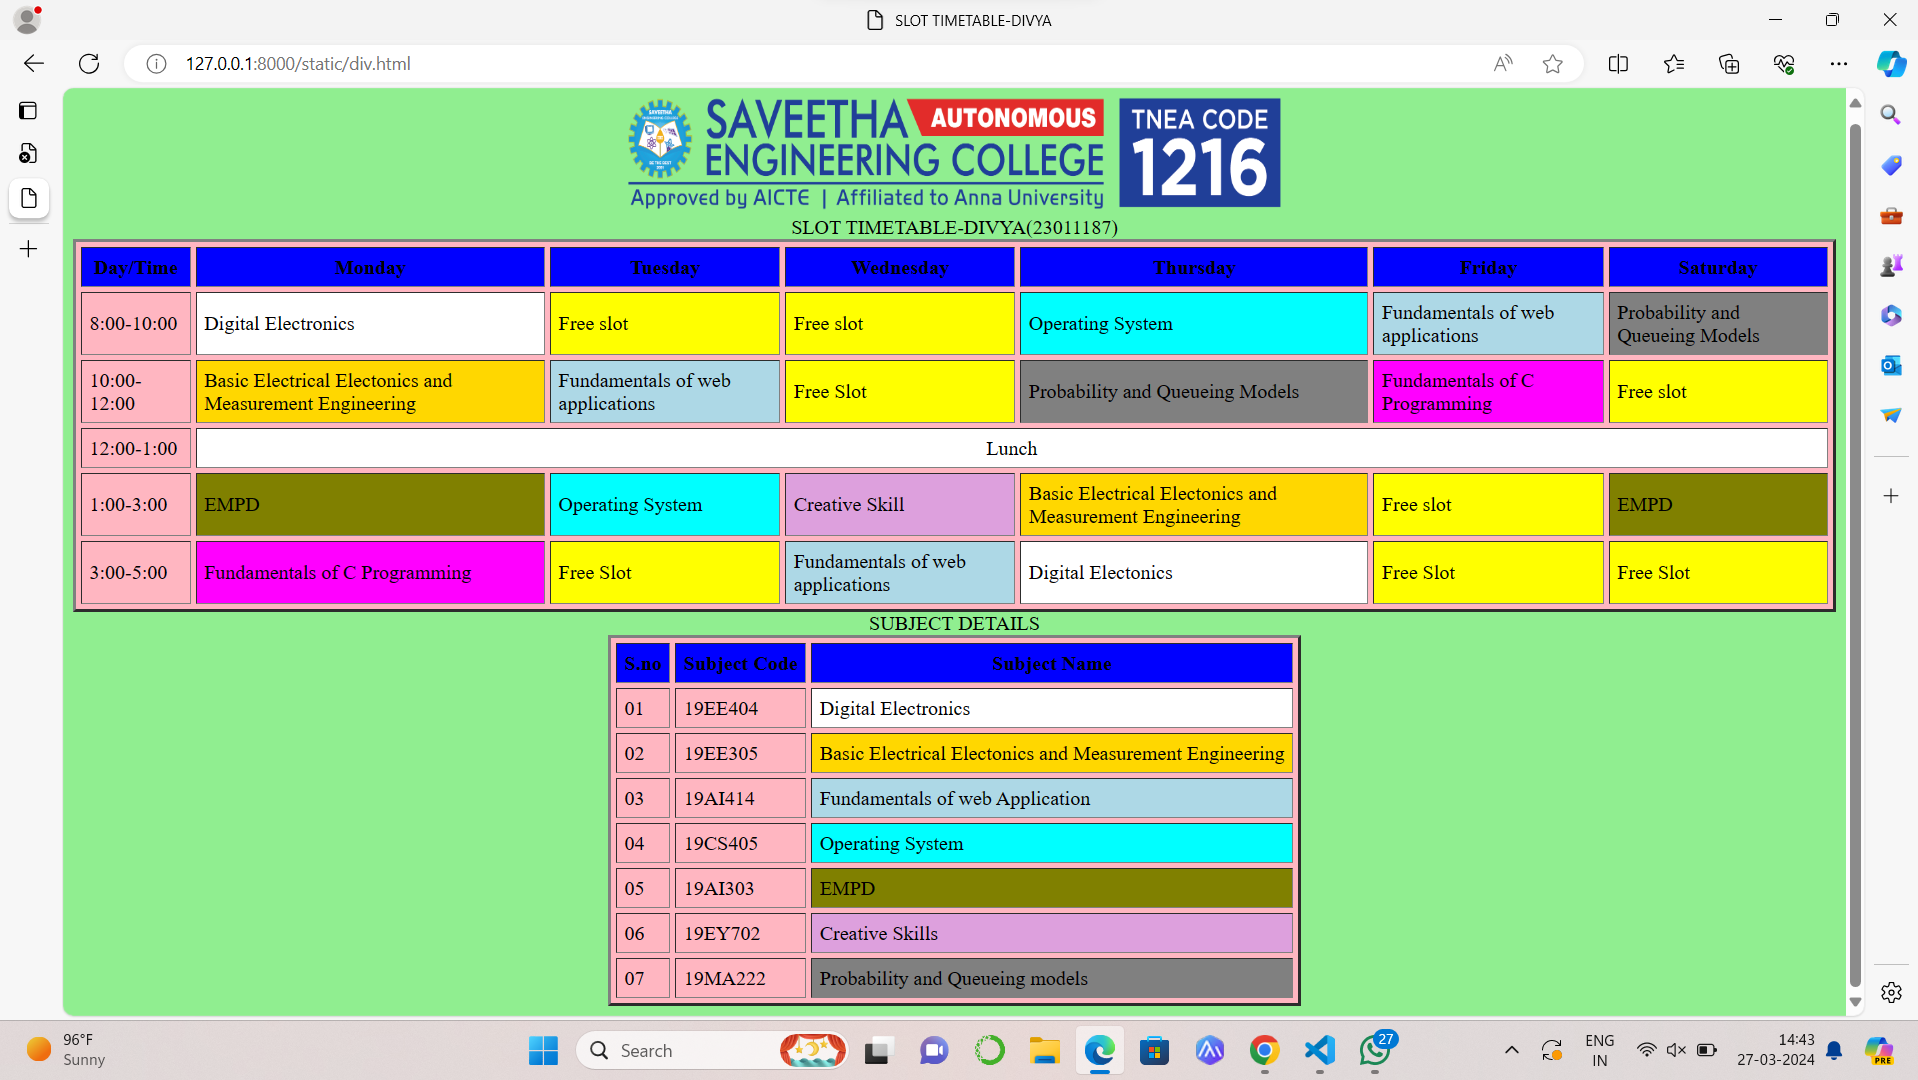 SLOT TIMETABLE-DIVYA
127.0.0.1:8000/static/div.html
SAVEETHA AUTONOMOUS
ENGINEERING COLLEGE
Approved by AICTE | Affiliated to Anna University
TNEA CODE
1216
SLOT TIMETABLE-DIVYA(23011187)
Day/Time Monday Tuesday Wednesday Thursday Friday Saturday
8:00-10:00 Digital Electronics Free slot Free slot Operating System Fundamentals of web applications Probability and Queueing Models
10:00-12:00 Basic Electrical Electonics and Measurement Engineering Fundamentals of web applications Free Slot Probability and Queueing Models Fundamentals of C Programming Free slot
12:00-1:00 Lunch
1:00-3:00 EMPD Operating System Creative Skill Basic Electrical Electonics and Measurement Engineering Free slot EMPD
3:00-5:00 Fundamentals of C Programming Free Slot Fundamentals of web applications Digital Electonics Free Slot Free Slot
SUBJECT DETAILS
S.no Subject Code Subject Name
01 19EE404 Digital Electronics
02 19EE305 Basic Electrical Electonics and Measurement Engineering
03 19AI414 Fundamentals of web Application
04 19CS405 Operating System
05 19AI303 EMPD
06 19EY702 Creative Skills
07 19MA222 Probability and Queueing models
96°F
Sunny
Search
27
ENG
IN
14:43
27-03-2024
PRE